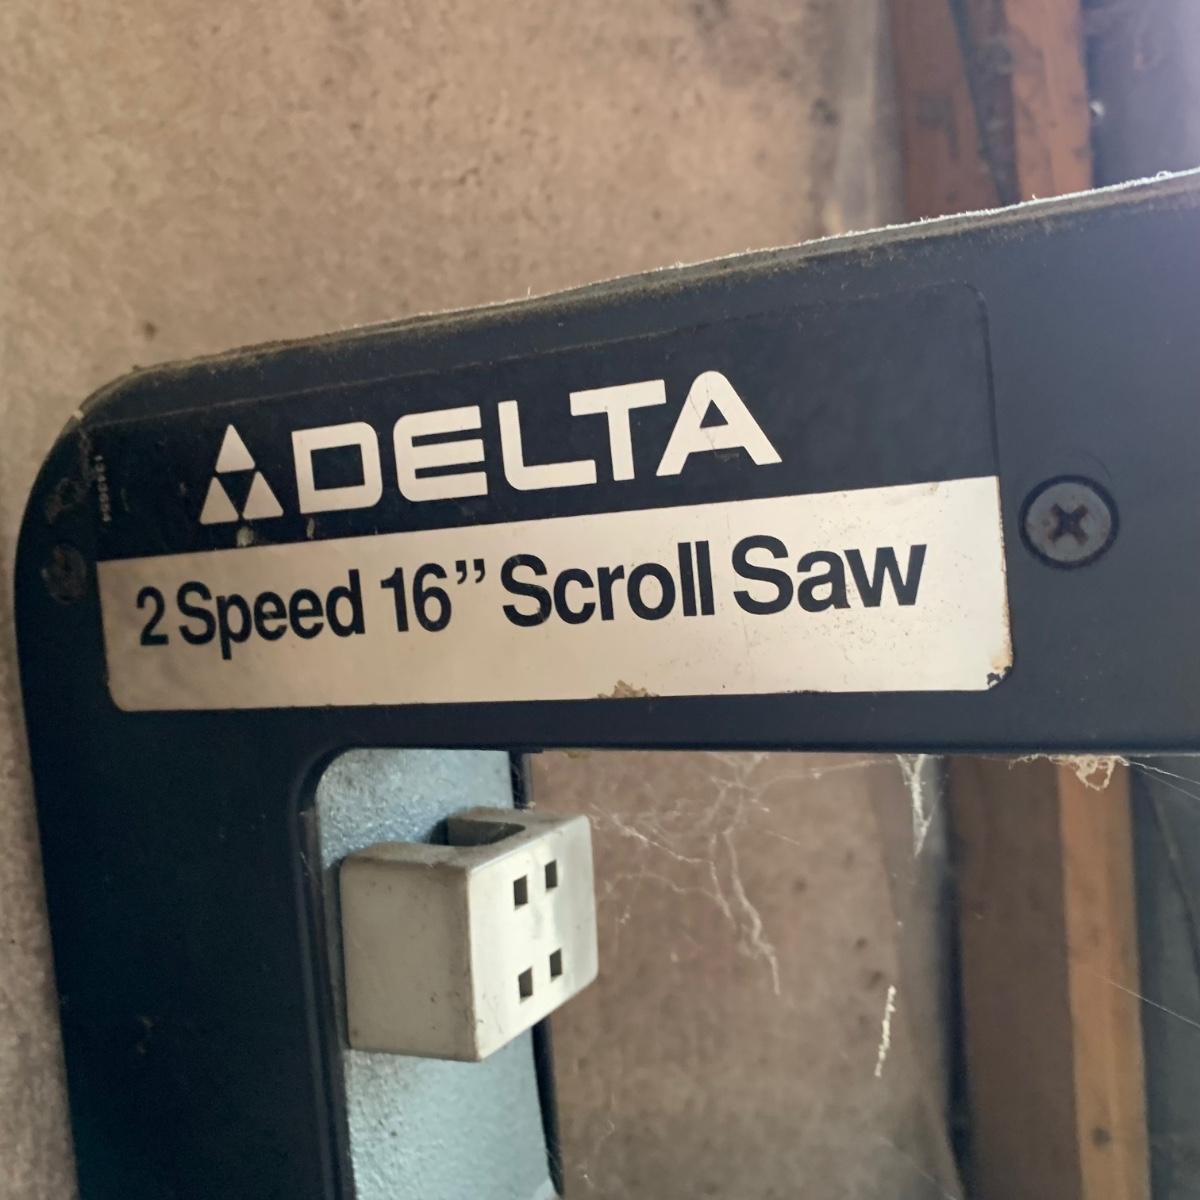 DELTA
2 Speed 16” Scroll Saw